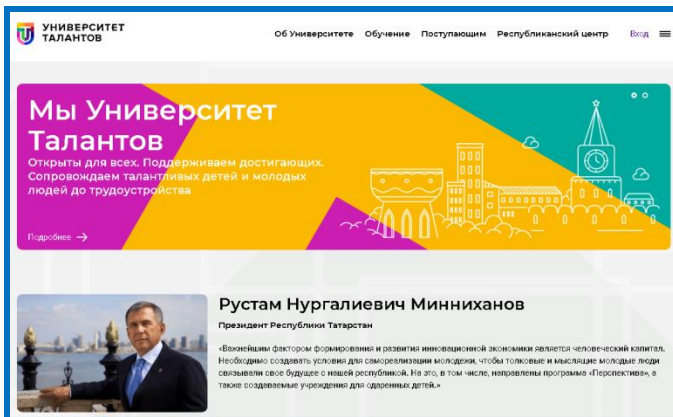 УНИВЕРСИТЕТ
ТАЛАНТОВ
Об Университете Обучение Поступающим Республиканский центр Вход
Мы Университет
Талантов
Открыты для всех. Поддерживаем достигающих.
Сопровождаем талантливых детей и молодых
людей до трудоустройства
Подробнее →
Рустам Нургалиевич Минниханов
Президент Республики Татарстан
«Важнейшим фактором формирования и развития инновационной экономики является человеческий капитал.
Необходимо создавать условия для самореализации молодежи, чтобы толковые и мыслящие молодые люди
связывали свое будущее с нашей республикой. На это, в том числе, направлены программа «Перспектива», а
также создаваемые учреждения для одаренных детей.»